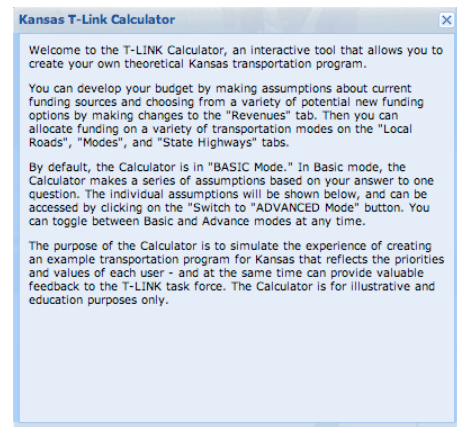 Kansas T-Link Calculator
Welcome to the T-LINK Calculator, an interactive tool that allows you to
create your own theoretical Kansas transportation program.
You can develop your budget by making assumptions about current
funding sources and choosing from a variety of potential new funding
options by making changes to the "Revenues" tab. Then you can
allocate funding on a variety of transportation modes on the "Local
Roads", "Modes", and "State Highways" tabs.
By default, the Calculator is in "BASIC Mode." In Basic mode, the
Calculator makes a series of assumptions based on your answer to one
question. The individual assumptions will be shown below, and can be
accessed by clicking on the "Switch to "ADVANCED Mode" button. You
can toggle between Basic and Advance modes at any time.
The purpose of the Calculator is to simulate the experience of creating
an example transportation program for Kansas that reflects the priorities
and values of each user - and at the same time can provide valuable
feedback to the T-LINK task force. The Calculator is for illustrative and
education purposes only.